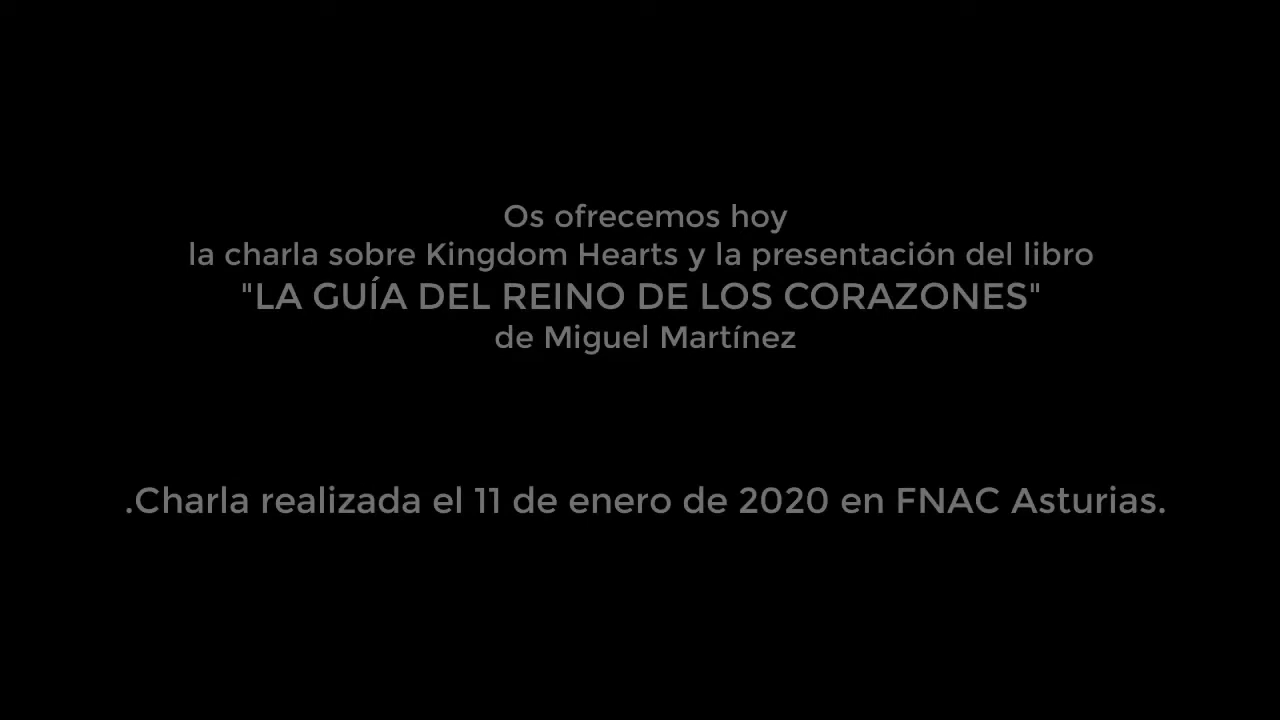 Os ofrecemos hoy
la charla sobre Kingdom Hearts y la presentación del libro
"LA GUÍA DEL REINO DE LOS CORAZONES"
de Miguel Martínez
.Charla realizada el 11 de enero de 2020 en FNAC Asturias.